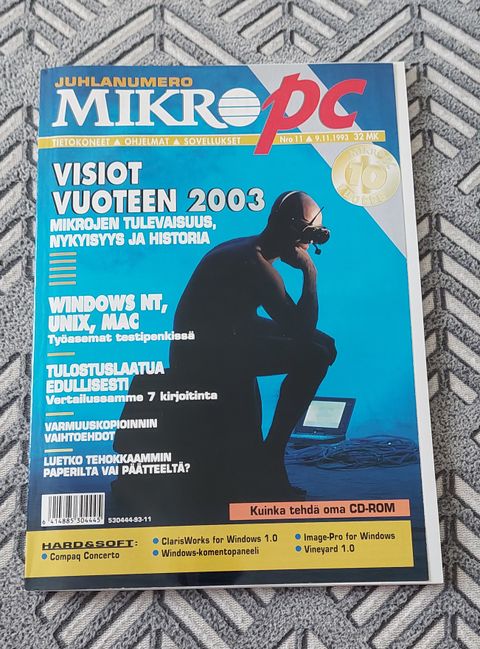 JUHLANUMERO
MIKRO pc
TIETOKONEET ▲ OHJELMAT ▲ SOVELLUKSET
Nro 11 ▲ 9.11.1993 32 MK
MIKRO
10
VISIOT
VUOTEEN 2003
MIKROJEN TULEVAISUUS,
NYKYISYYS JA HISTORIA
WINDOWS NT,
UNIX, MAC
Työasemat testipenkissä
TULOSTUSLAATUA
EDULLISESTI
Vertailussamme 7 kirjoitinta
VARMUUSKOPIOINNIN
VAIHTOEHDOT
LUETKO TEHOKKAAMMIN
PAPERILTA VAI PÄÄTTEELTÄ?
6 414885 304445
530444-93-11
Kuinka tehdä oma CD-ROM
HARD&SOFT:
• Compaq Concerto
• ClarisWorks for Windows 1.0
• Windows-komentopaneeli
• Image-Pro for Windows
• Vineyard 1.0